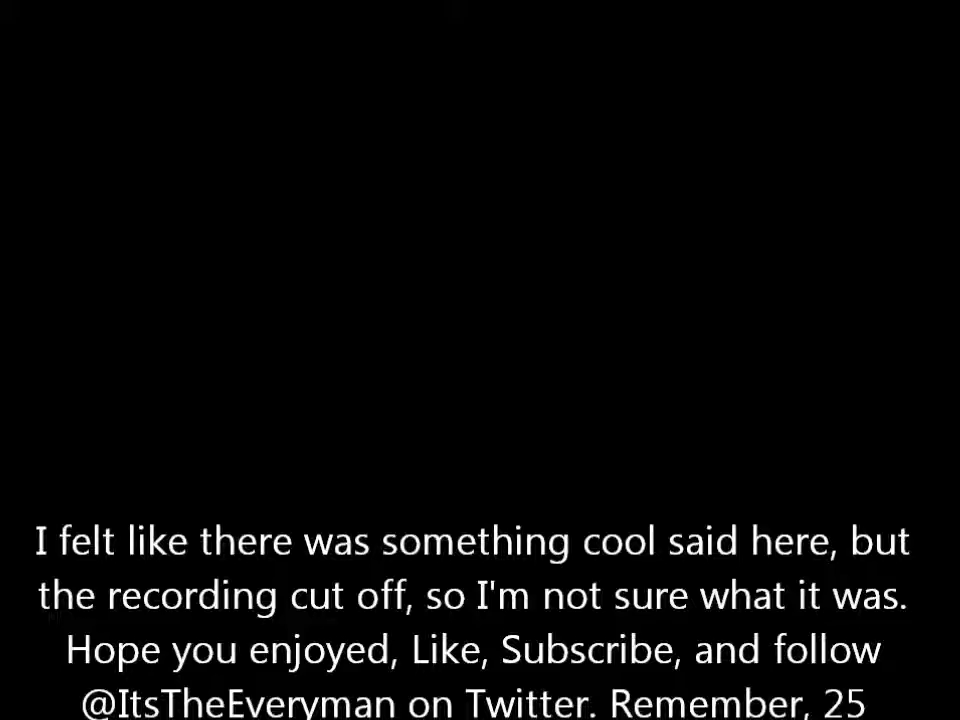 I felt like there was something cool said here, but
the recording cut off, so I'm not sure what it was.
Hope you enjoyed, Like, Subscribe, and follow
@ItsTheEveryman on Twitter. Remember, 25